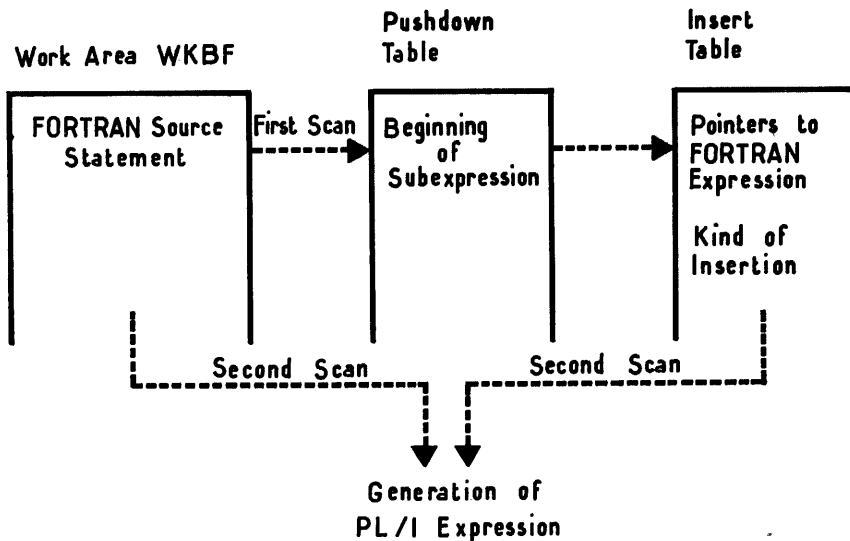 Work Area WKBF
Pushdown
Table
Insert
Table
FORTRAN Source
Statement
First Scan
Beginning
of
Subexpression
Pointers to
FORTRAN
Expression
Kind of
Insertion
Second Scan
Second Scan
Generation of
PL/I Expression